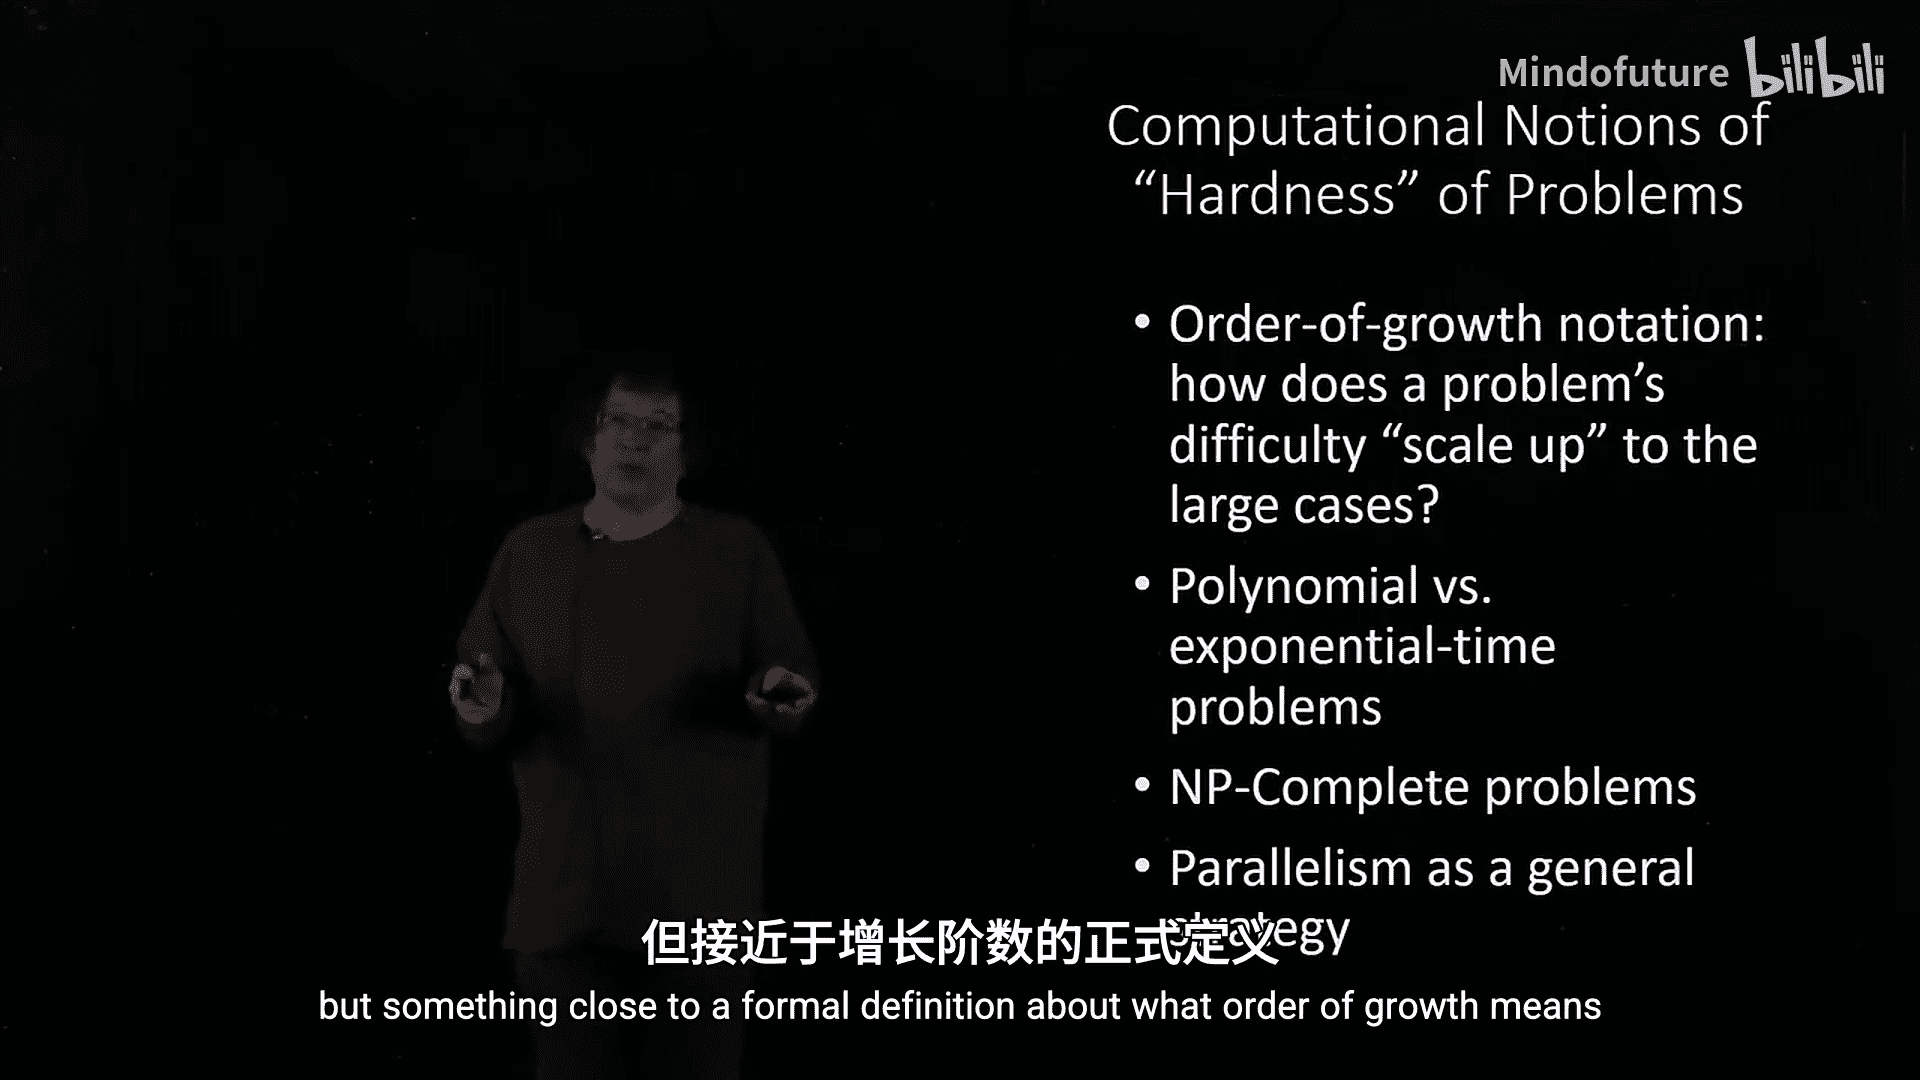 Mindofuture bilibili
Computational Notions of
“Hardness” of Problems
• Order-of-growth notation:
how does a problem’s
difficulty “scale up” to the
large cases?
• Polynomial vs.
exponential-time
problems
• NP-Complete problems
• Parallelism as a general
strategy
但接近于增长阶数的正式定义
but something close to a formal definition about what order of growth means